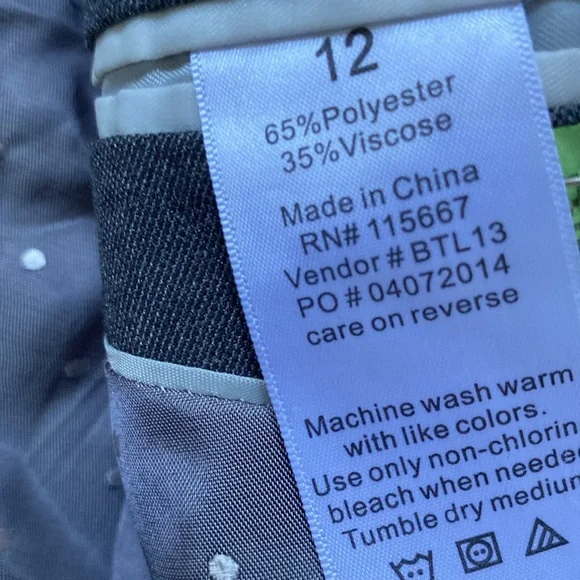 12
65%Polyester
35%Viscose
Made in China
RN# 115667
Vendor # BTL13
PO # 04072014
care on reverse
Machine wash warm
with like colors.
Use only non-chlorin
bleach when neede
Tumble dry medium